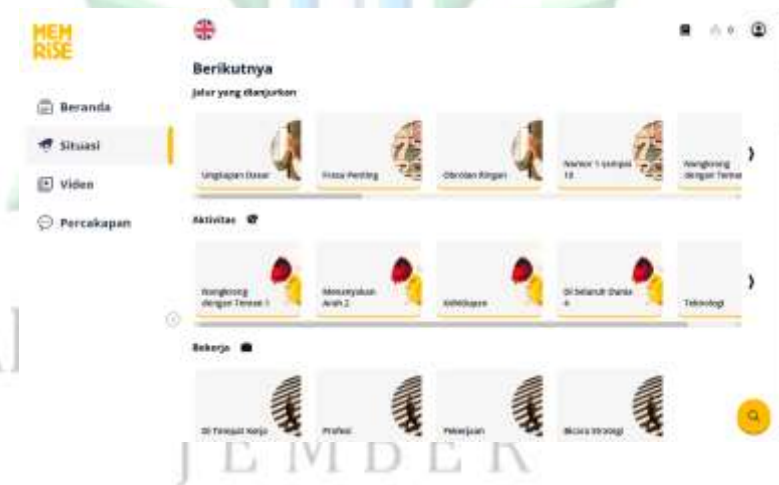 MEM
RISE
Berikutnya
Jalur yang dianjurkan
Beranda
Situasi
Video
Percakapan
Ungkapan Dasar
Frasa Penting
Obrolan Ringan
Nomor 1 sampai
10
Nongkrong
dengan Teman
Aktivitas
Nongkrong
dengan Teman 1
Menanyakan
Arah 2
Kehidupan
Di Seluruh Dunia
4
Teknologi
Bekerja
Di Tempat Kerja
Profesi
Pekerjaan
Bicara Strategi
JEMBER